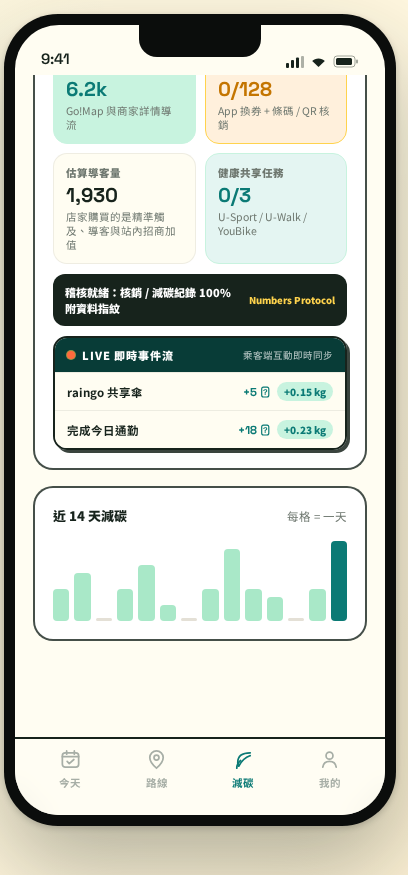 9:41
6.2k
0/128
Go!Map 與商家詳情導
流
App 換券 + 條碼 / QR 核
銷
估算導客量
1,930
店家購買的是精準觸
及、導客與站內招商加
值
健康共享任務
0/3
U-Sport / U-Walk /
YouBike
稽核就緒：核銷 / 減碳紀錄 100%
附資料指紋
Numbers Protocol
LIVE 即時事件流
乘客端互動即時同步
raingo 共享傘
+5
+0.15 kg
完成今日通勤
+18
+0.23 kg
近 14 天減碳
每格 = 一天
今天
路線
減碳
我的